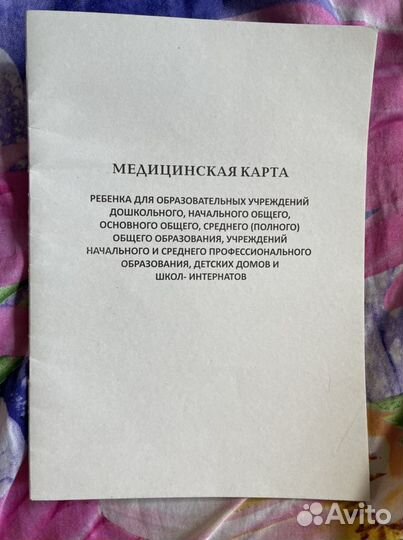 МЕДИЦИНСКАЯ КАРТА
РЕБЕНКА ДЛЯ ОБРАЗОВАТЕЛЬНЫХ УЧРЕЖДЕНИЙ
ДОШКОЛЬНОГО, НАЧАЛЬНОГО ОБЩЕГО,
ОСНОВНОГО ОБЩЕГО, СРЕДНЕГО (ПОЛНОГО)
ОБЩЕГО ОБРАЗОВАНИЯ, УЧРЕЖДЕНИЙ
НАЧАЛЬНОГО И СРЕДНЕГО ПРОФЕССИОНАЛЬНОГО
ОБРАЗОВАНИЯ, ДЕТСКИХ ДОМОВ И
ШКОЛ- ИНТЕРНАТОВ
Avito